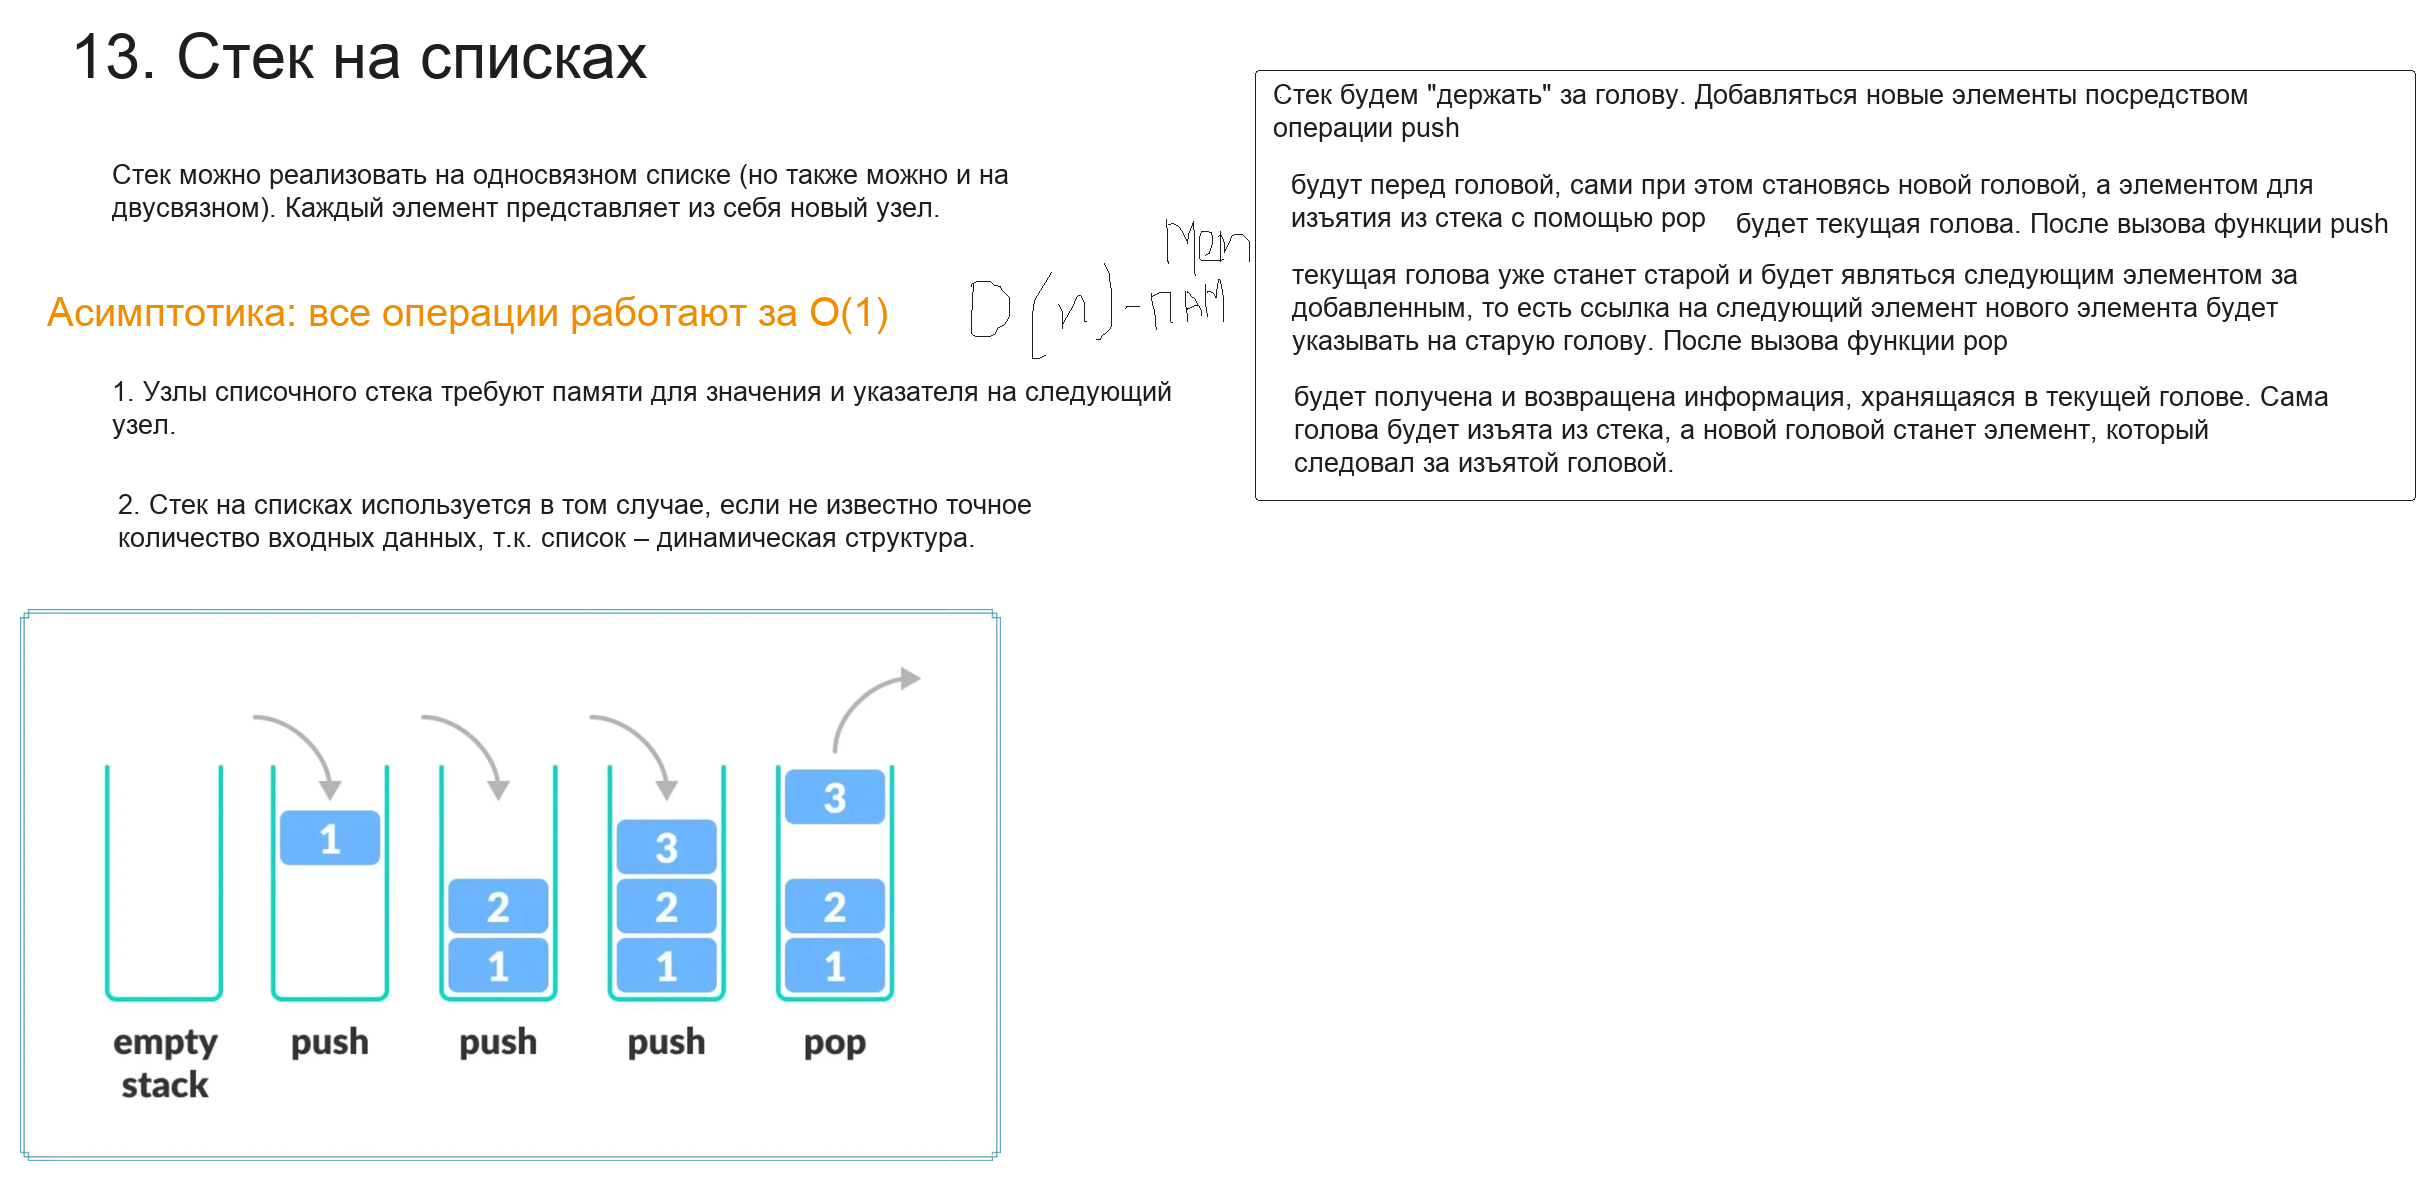 13. Стек на списках
Стек можно реализовать на односвязном списке (но также можно и на
двусвязном). Каждый элемент представляет из себя новый узел.
Асимптотика: все операции работают за O(1)
(n) - ПАМ
1. Узлы списочного стека требуют памяти для значения и указателя на следующий
узел.
2. Стек на списках используется в том случае, если не известно точное
количество входных данных, т.к. список – динамическая структура.
Стек будем "держать" за голову. Добавляться новые элементы посредством
операции push
будут перед головой, сами при этом становясь новой головой, а элементом для
изъятия из стека с помощью pop
будет текущая голова. После вызова функции push
текущая голова уже станет старой и будет являться следующим элементом за
добавленным, то есть ссылка на следующий элемент нового элемента будет
указывать на старую голову. После вызова функции pop
будет получена и возвращена информация, хранящаяся в текущей голове. Сама
голова будет изъята из стека, а новой головой станет элемент, который
следовал за изъятой головой.
1
2
1
3
2
1
3
2
1
empty
stack
push
push
push
pop